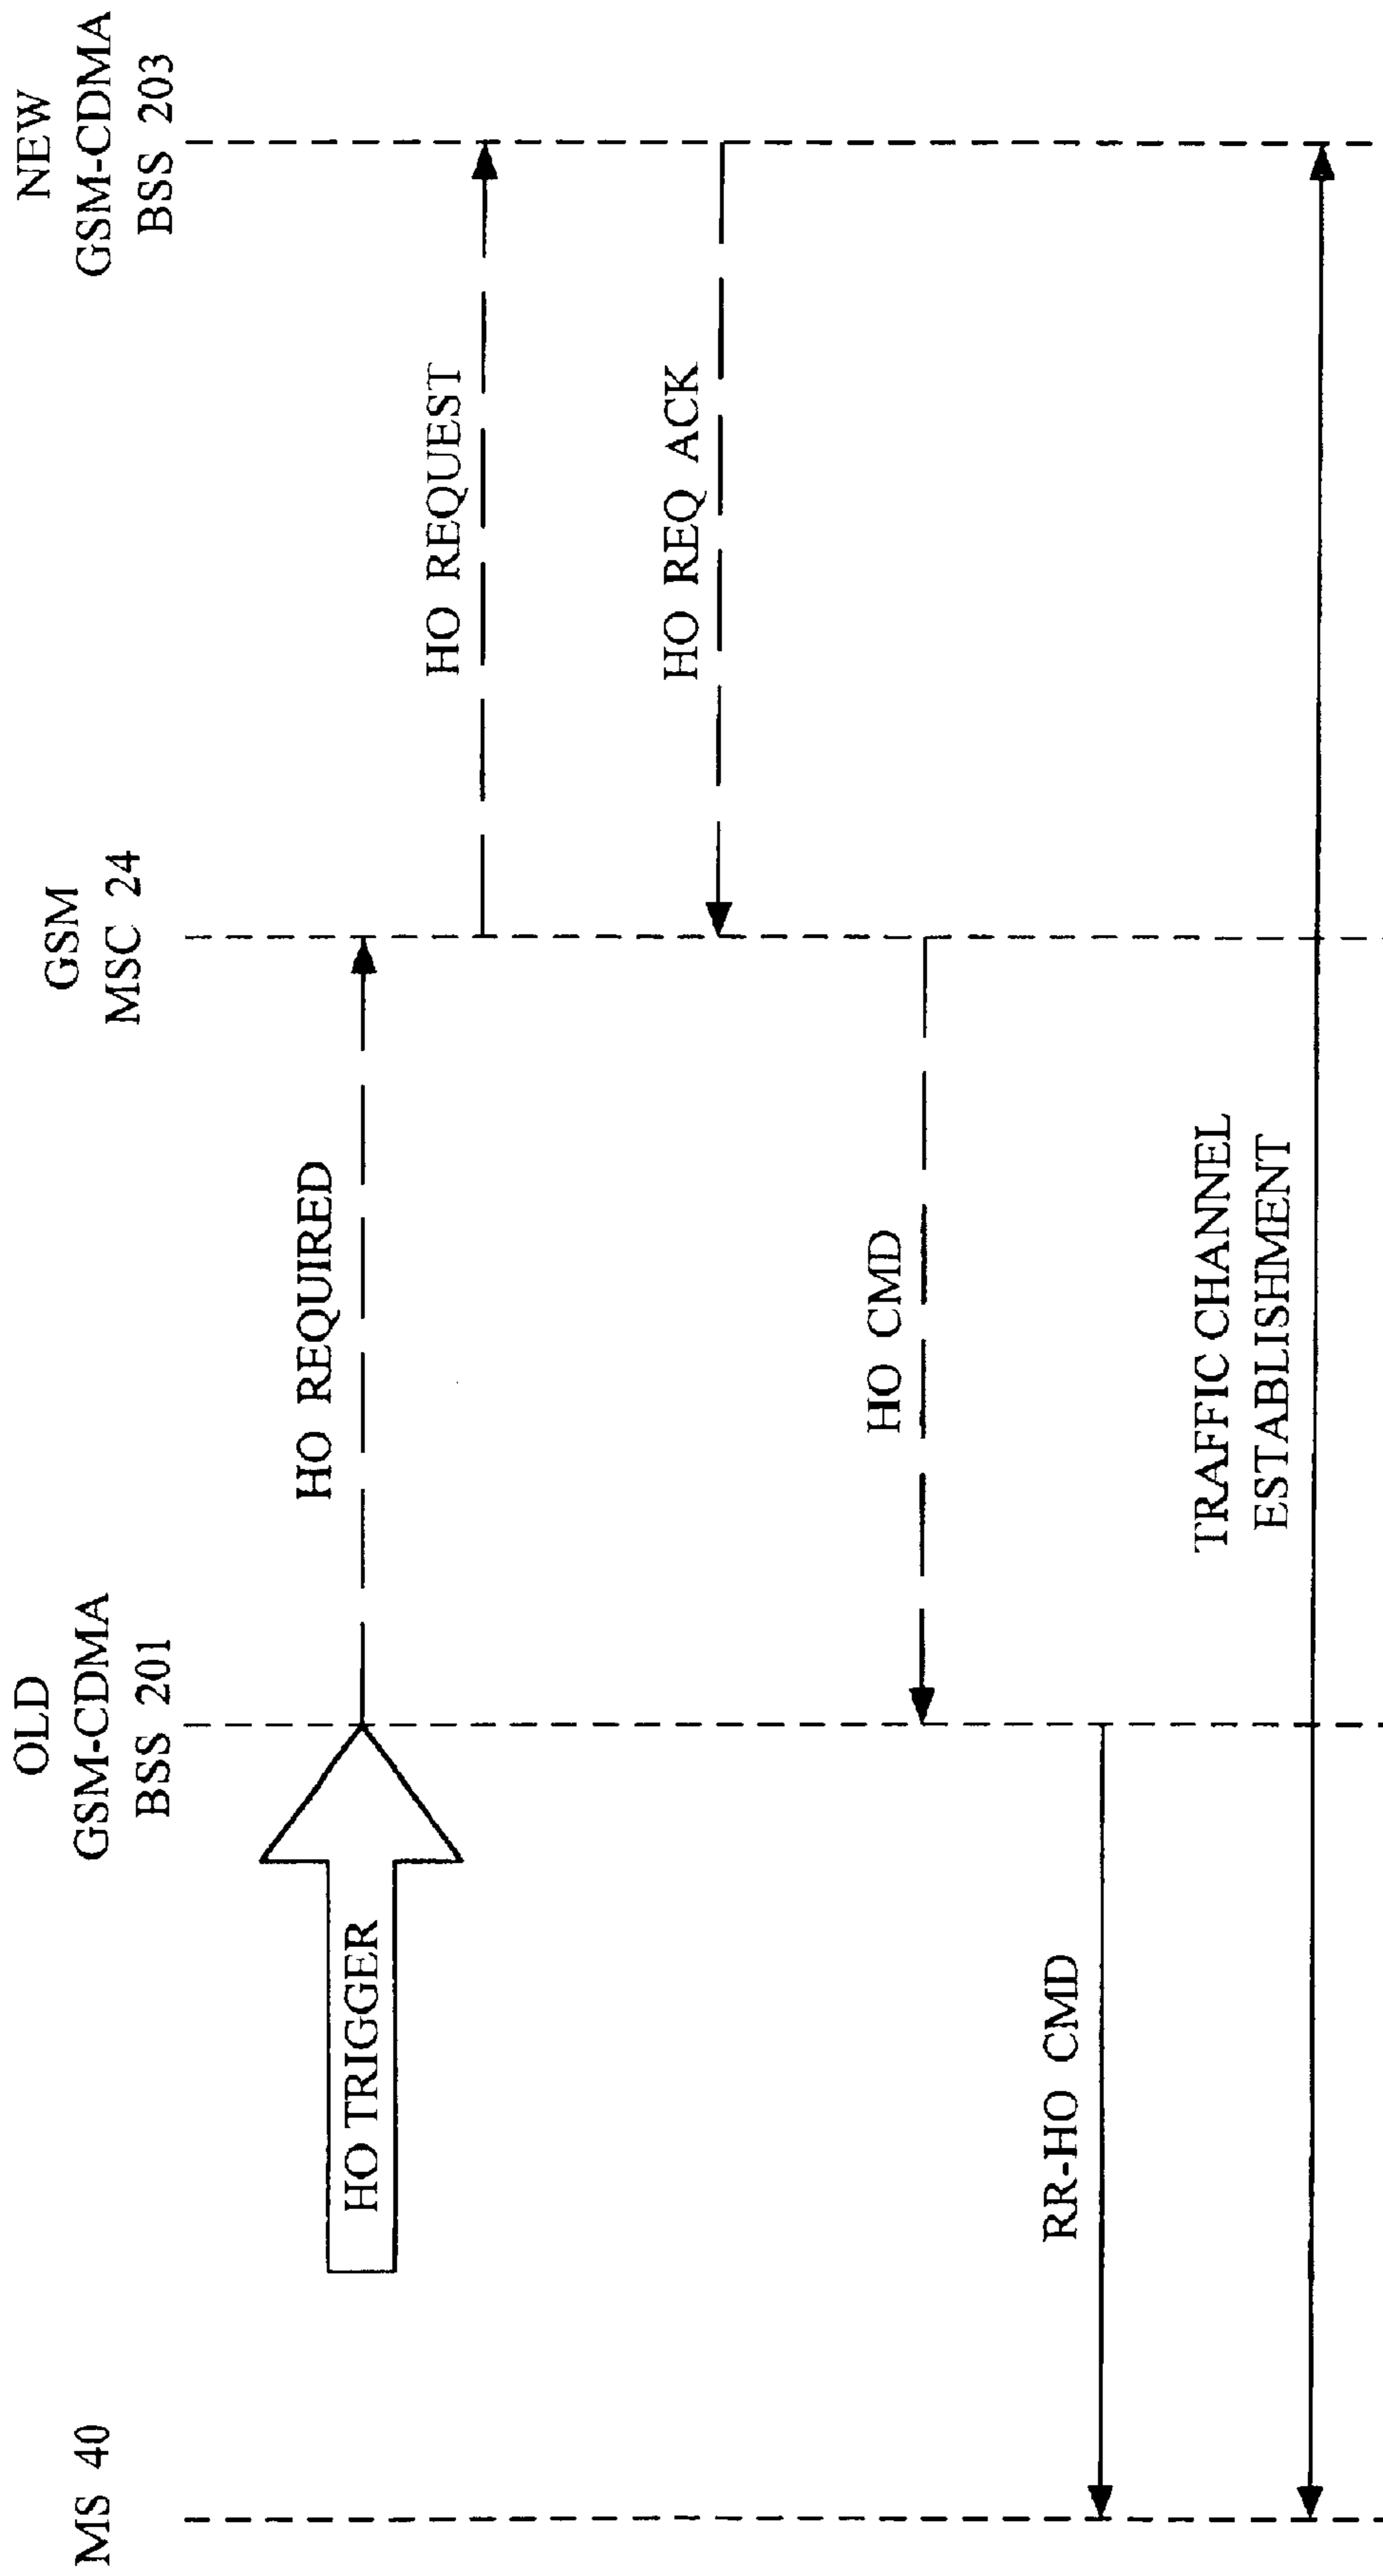 MS 40
OLD
GSM-CDMA
BSS 201
GSM
MSC 24
NEW
GSM-CDMA
BSS 203
HO TRIGGER
HO REQUIRED
HO REQUEST
HO REQ ACK
HO CMD
RR-HO CMD
TRAFFIC CHANNEL
ESTABLISHMENT